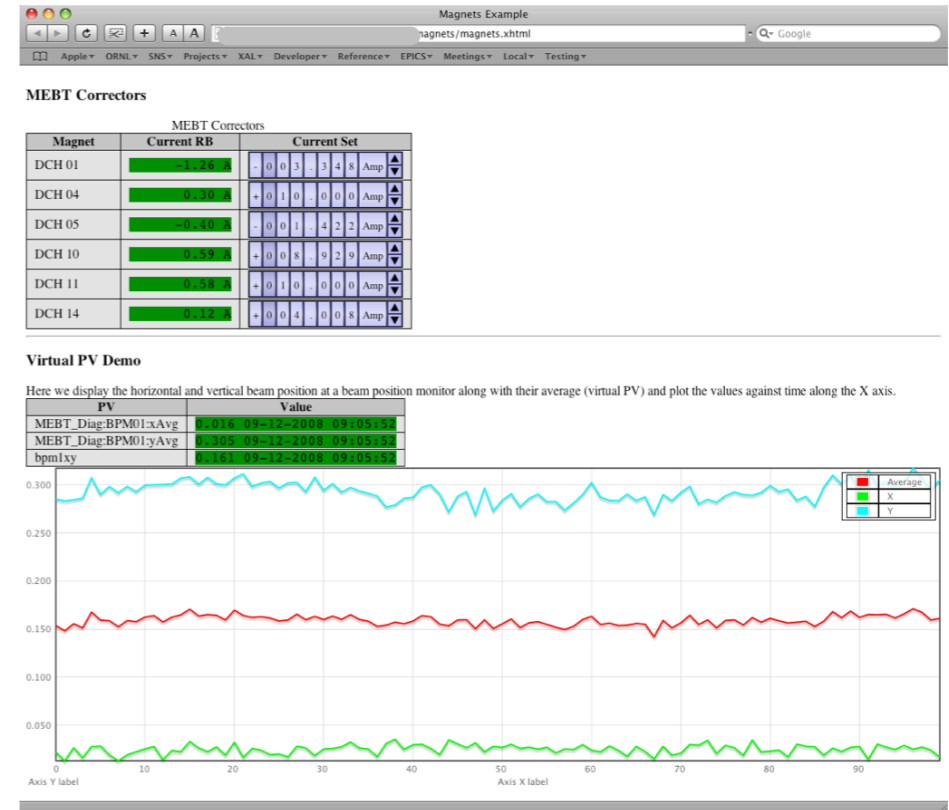 Magnets Example
A A agnets/magnets.xhtml Google
Apple ORNL SNS Projects XAL Developer Reference EPICS Meetings Local Testing
MEBT Correctors
MEBT Correctors
Magnet Current RB Current Set
DCH 01 -1.26 A - 0 0 3 . 3 4 8 Amp
DCH 04 0.30 A + 0 1 0 . 0 0 0 Amp
DCH 05 -0.40 A - 0 0 1 . 4 2 2 Amp
DCH 10 0.59 A + 0 0 8 . 9 2 9 Amp
DCH 11 0.58 A + 0 1 0 . 0 0 0 Amp
DCH 14 0.12 A + 0 0 4 . 0 0 8 Amp
Virtual PV Demo
Here we display the horizontal and vertical beam position at a beam position monitor along with their average (virtual PV) and plot the values against time along the X axis.
PV Value
MEBT_Diag:BPM01:xAvg 0.016 09-12-2008 09:05:52
MEBT_Diag:BPM01:yAvg 0.305 09-12-2008 09:05:52
bpm1xy 0.161 09-12-2008 09:05:52
Average
X
Y
0.300
0.250
0.200
0.150
0.100
0.050
0 10 20 30 40 50 60 70 80 90
Axis Y label Axis X label